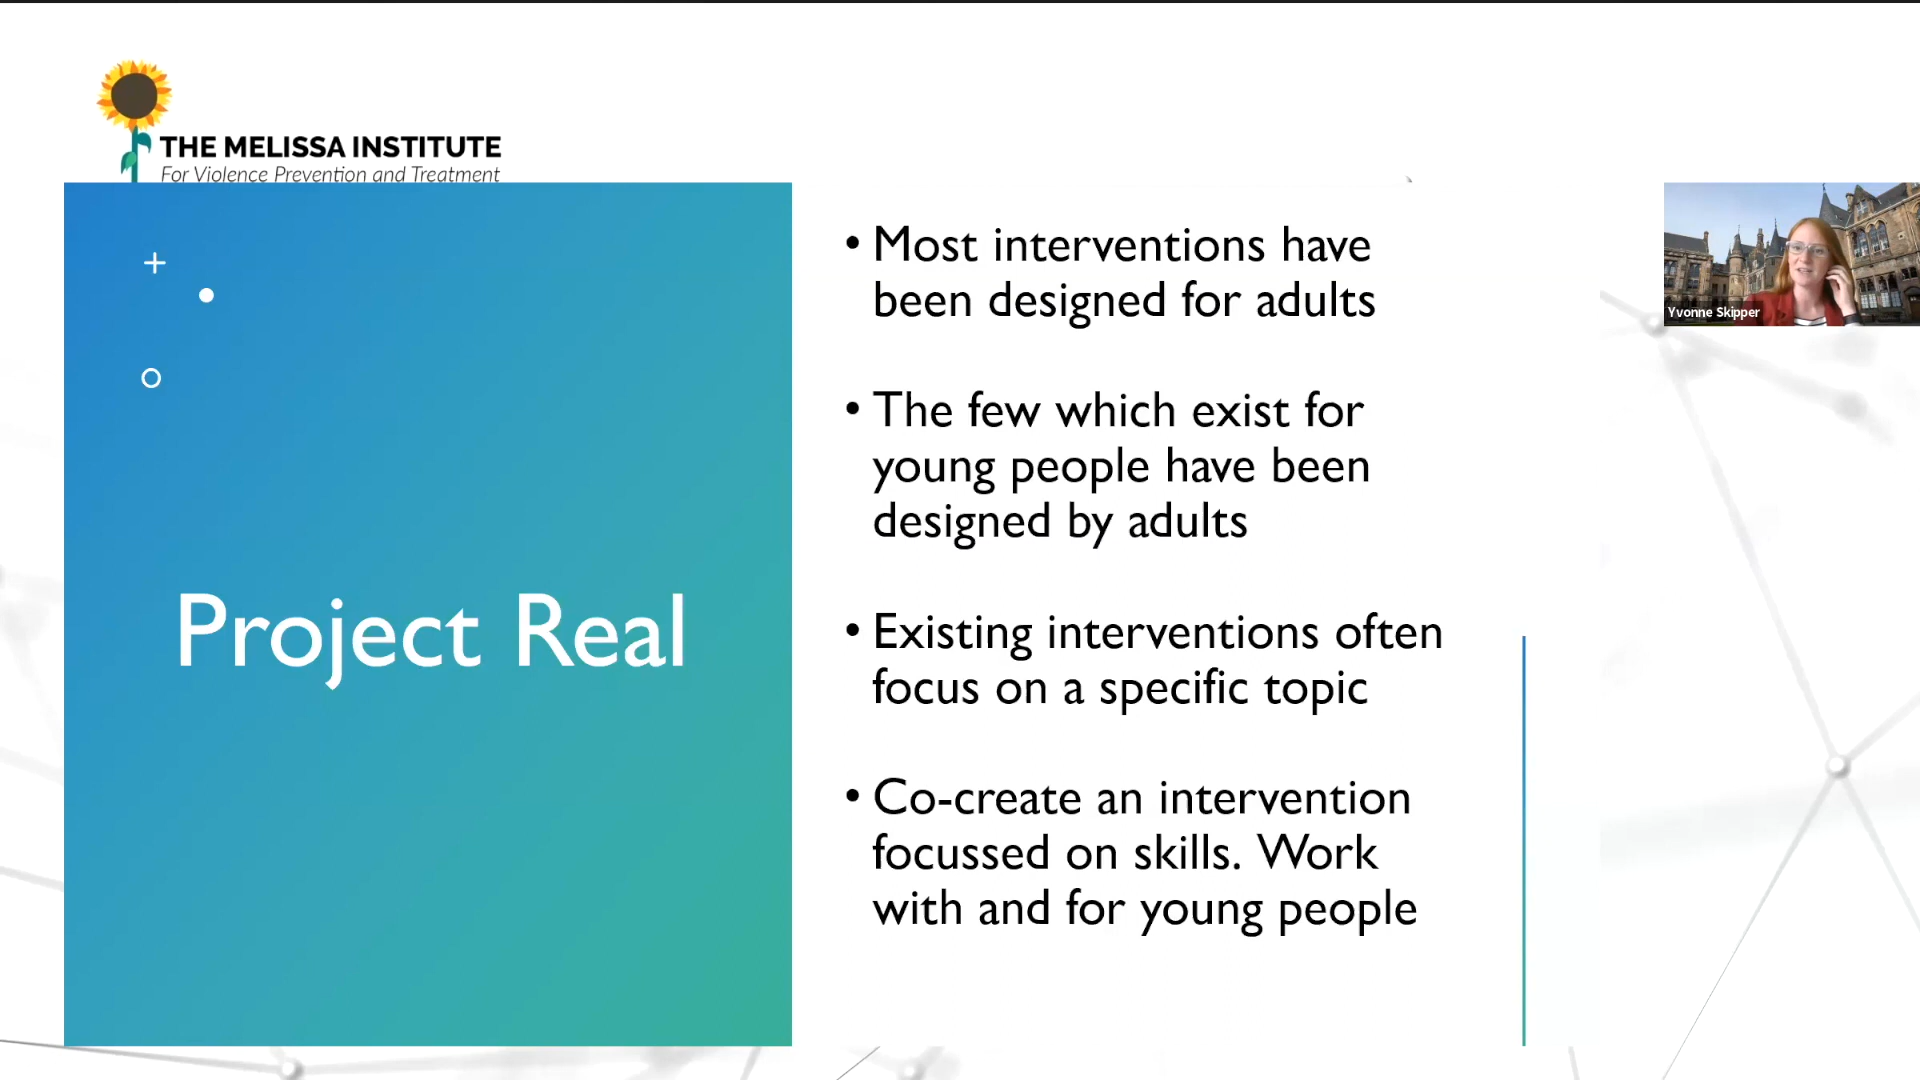 THE MELISSA INSTITUTE
For Violence Prevention and Treatment
Project Real
• Most interventions have
been designed for adults
• The few which exist for
young people have been
designed by adults
• Existing interventions often
focus on a specific topic
• Co-create an intervention
focussed on skills. Work
with and for young people
Yvonne Skipper